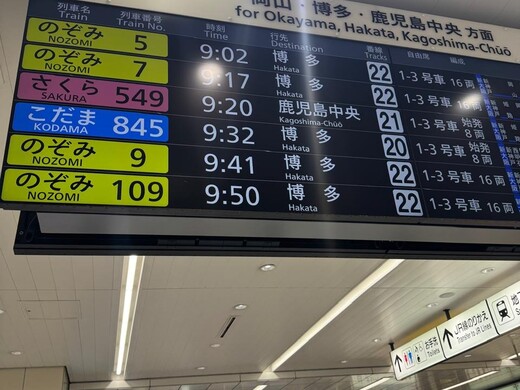 岡山・博多・鹿児島中央 方面
for Okayama, Hakata, Kagoshima-Chūō
列車名 列車番号 時刻 行先 番線 自由席 編成
Train Name Train No. Time Destination Tracks
のぞみ NOZOMI 5 9:02 博多 Hakata 22 1-3 号車 16 両
のぞみ NOZOMI 7 9:17 博多 Hakata 22 1-3 号車 16 両
さくら SAKURA 549 9:20 鹿児島中央 Kagoshima-Chūō 21 1-3 号車 始発 8 両
こだま KODAMA 845 9:32 博多 Hakata 20 1-3 号車 始発 8 両
のぞみ NOZOMI 9 9:41 博多 Hakata 22 1-3 号車 16 両
のぞみ NOZOMI 109 9:50 博多 Hakata 22 1-3 号車 16 両
お手洗 Toilets
JR線のりかえ
Transfer to JR Lines